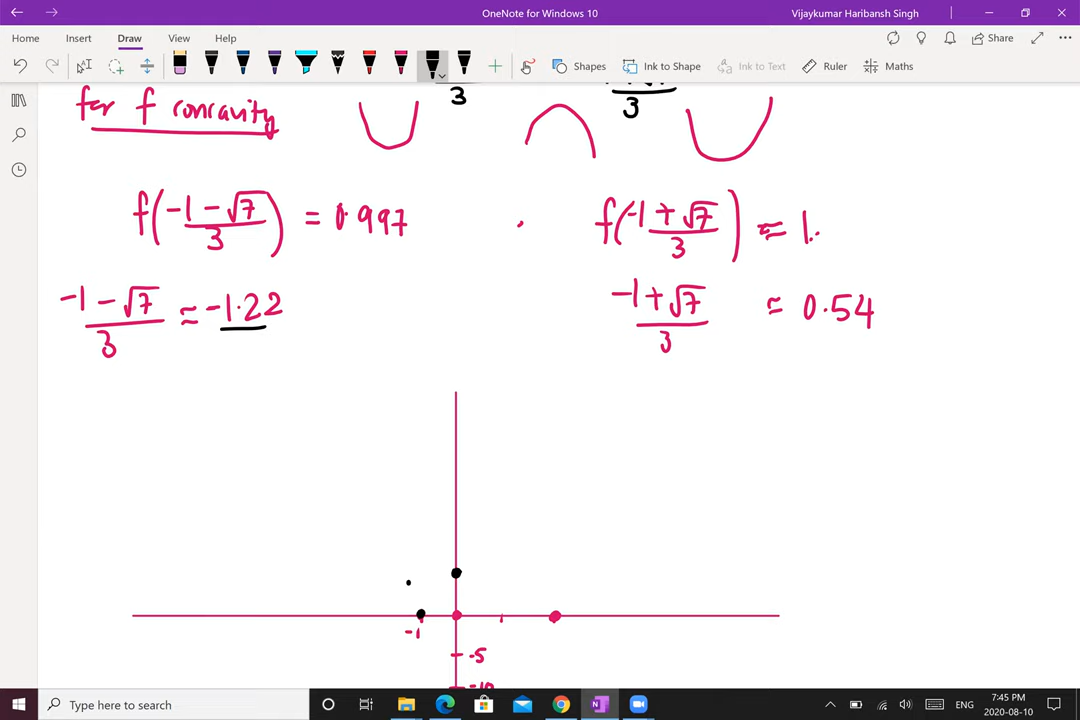 OneNote for Windows 10
Vijaykumar Haribansh Singh
Home Insert Draw View Help
Share
Shapes Ink to Shape Ink to Text Ruler Maths
3
3
for f concavity
f(-1-√7/3) = 0.997
f(-1+√7/3) ≈ 1.
-1-√7/3 ≈ -1.22
-1+√7/3 ≈ 0.54
-1
-5
-10
Type here to search
ENG
7:45 PM
2020-08-10